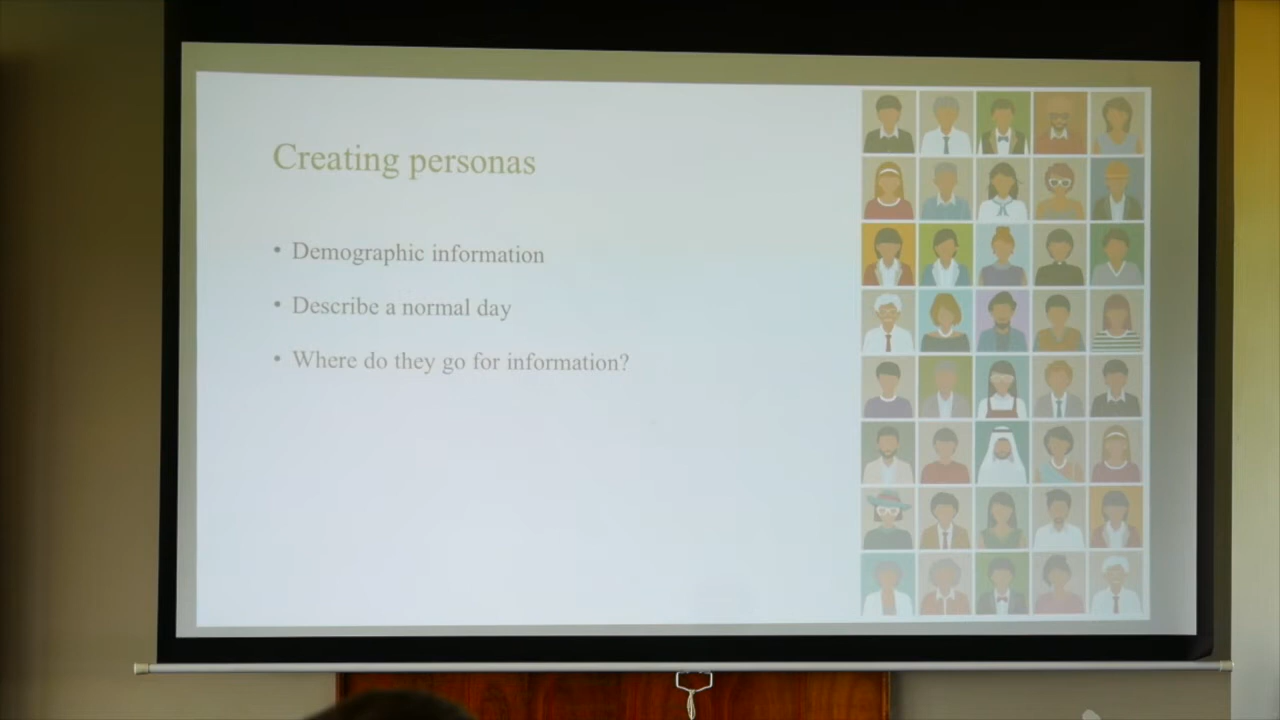 Creating personas
• Demographic information
• Describe a normal day
• Where do they go for information?